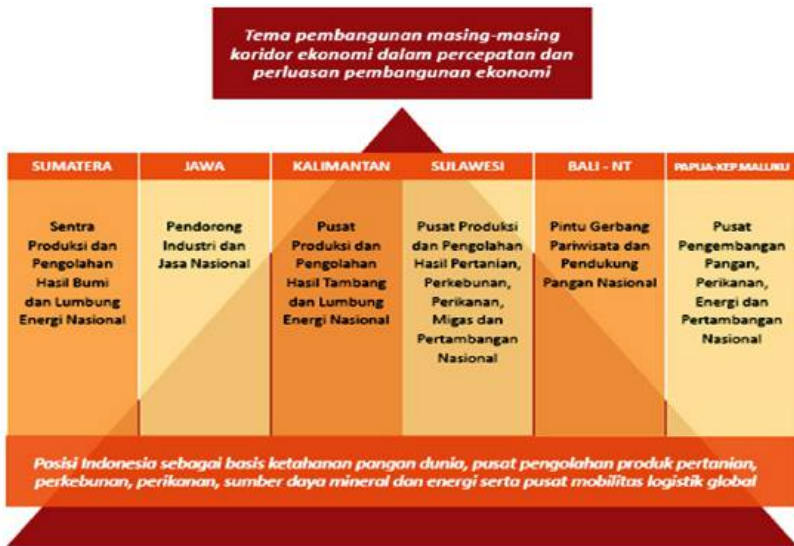 Tema pembangunan masing-masing
koridor ekonomi dalam percepatan dan
perluasan pembangunan ekonomi
SUMATERA
Sentra
Produksi dan
Pengolahan
Hasil Bumi
dan Lumbung
Energi Nasional
JAWA
Pendorong
Industri dan
Jasa Nasional
KALIMANTAN
Pusat
Produksi dan
Pengolahan
Hasil Tambang
dan Lumbung
Energi Nasional
SULAWESI
Pusat Produksi
dan Pengolahan
Hasil Pertanian,
Perkebunan,
Perikanan,
Migas dan
Pertambangan
Nasional
BALI - NT
Pintu Gerbang
Pariwisata dan
Pendukung
Pangan Nasional
PAPUA-KEP.MALUKU
Pusat
Pengembangan
Pangan,
Perikanan,
Energi dan
Pertambangan
Nasional
Posisi Indonesia sebagai basis ketahanan pangan dunia, pusat pengolahan produk pertanian,
perkebunan, perikanan, sumber daya mineral dan energi serta pusat mobilitas logistik global